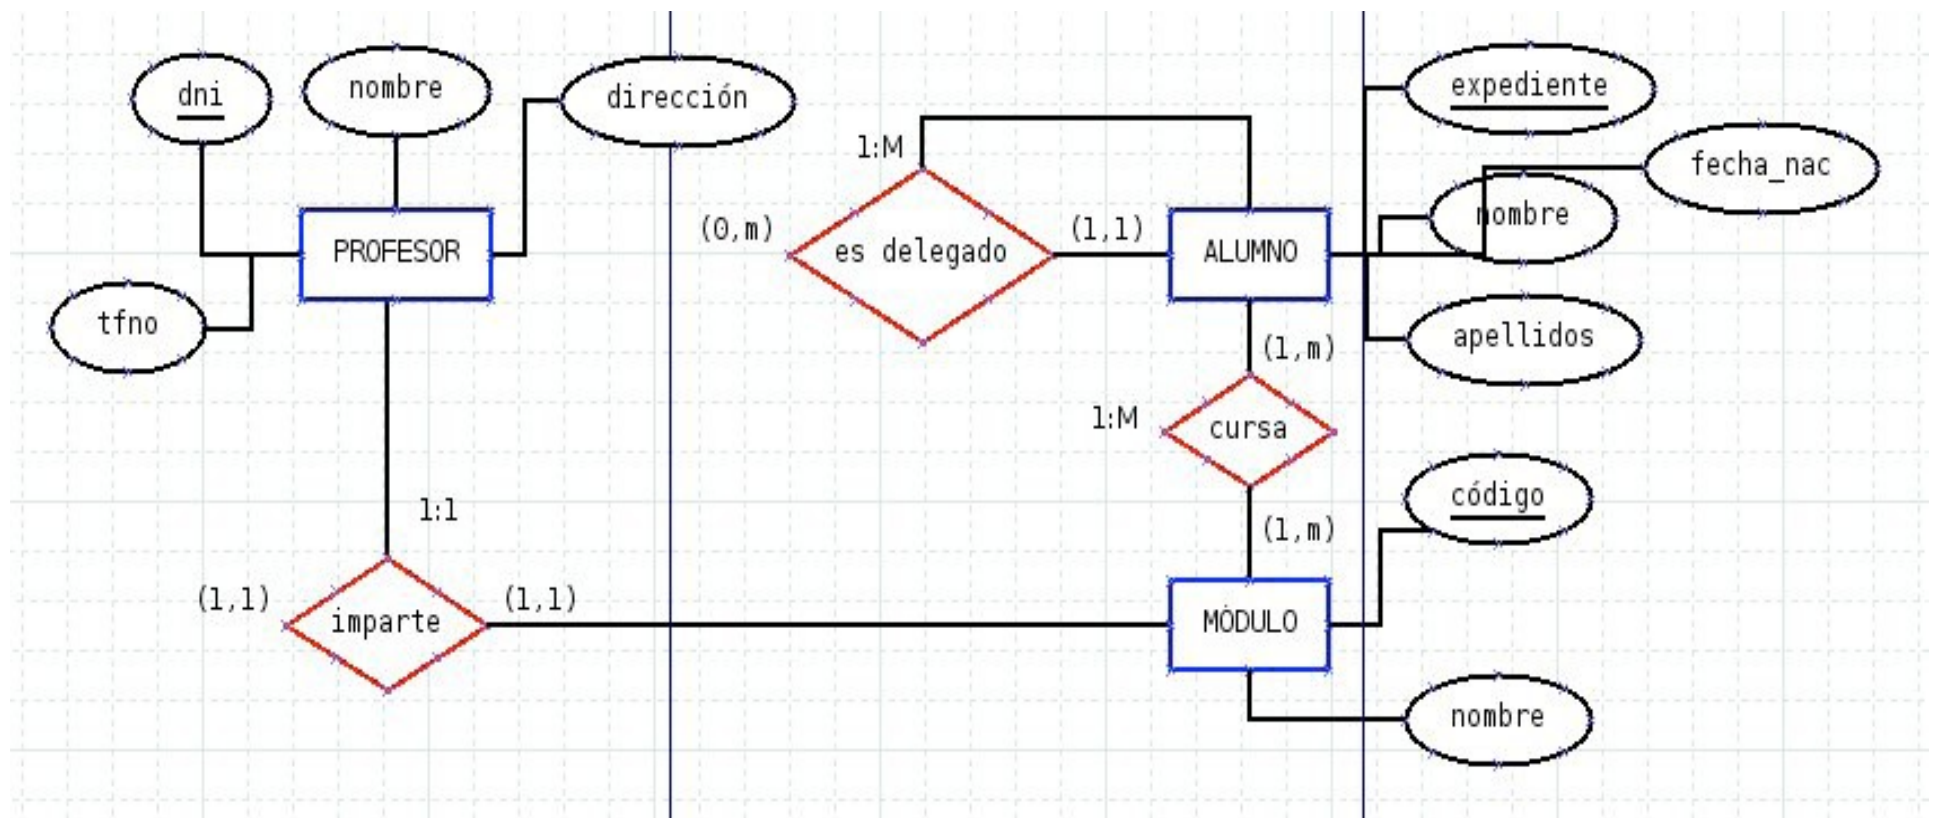 dni
nombre
dirección
tfno
PROFESOR
1:M
(0,m)
es delegado
(1,1)
ALUMNO
expediente
fecha_nac
nombre
apellidos
(1,m)
1:M
cursa
(1,m)
código
1:1
(1,1)
imparte
(1,1)
MÓDULO
nombre